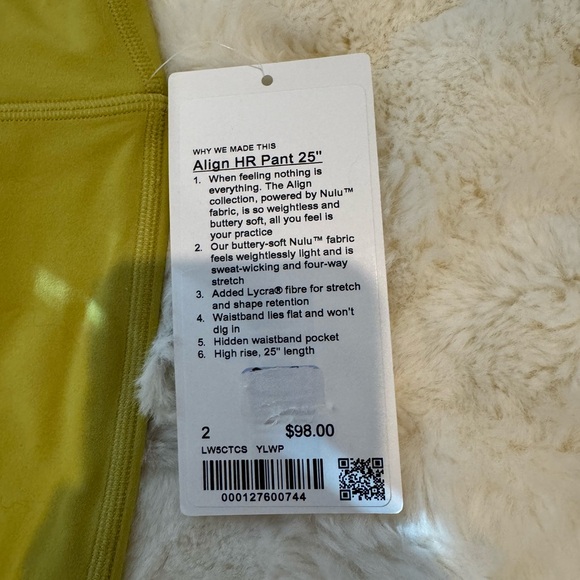 WHY WE MADE THIS
Align HR Pant 25"
1. When feeling nothing is
everything. The Align
collection, powered by Nulu™
fabric, is so weightless and
buttery soft, all you feel is
your practice
2. Our buttery-soft Nulu™ fabric
feels weightlessly light and is
sweat-wicking and four-way
stretch
3. Added Lycra® fibre for stretch
and shape retention
4. Waistband lies flat and won't
dig in
5. Hidden waistband pocket
6. High rise, 25" length
2 $98.00
LW5CTCS YLWP
000127600744